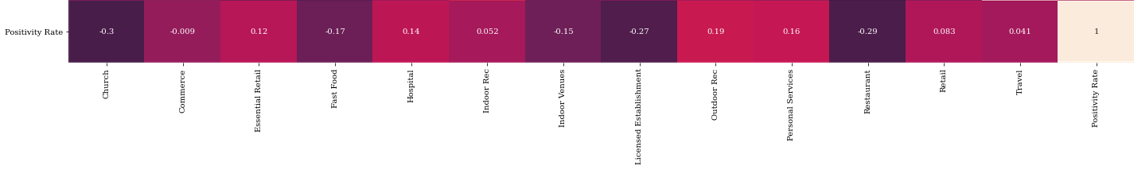 Positivity Rate
-0.3 -0.009 0.12 -0.17 0.14 0.052 -0.15 -0.27 0.19 0.16 -0.29 0.083 0.041 1
Church
Commerce
Essential Retail
Fast Food
Hospital
Indoor Rec
Indoor Venues
Licensed Establishment
Outdoor Rec
Personal Services
Restaurant
Retail
Travel
Positivity Rate